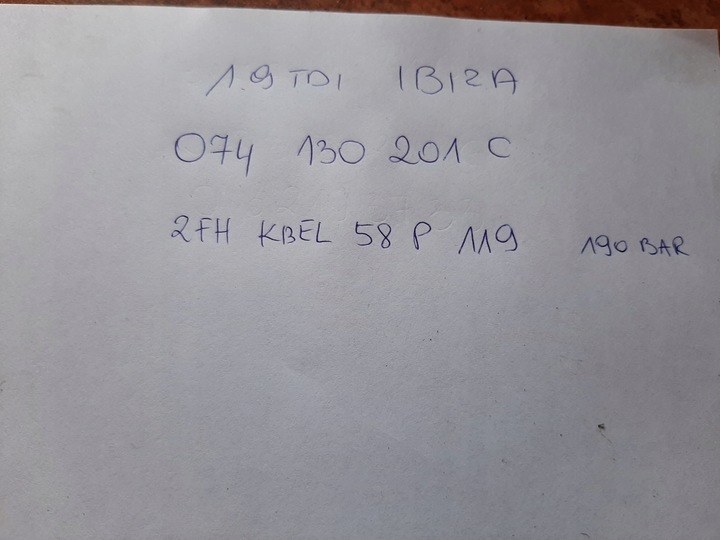 1.9 TDI IBIZA
074 130 201 C
2FH KBEL 58 P 119 190 BAR